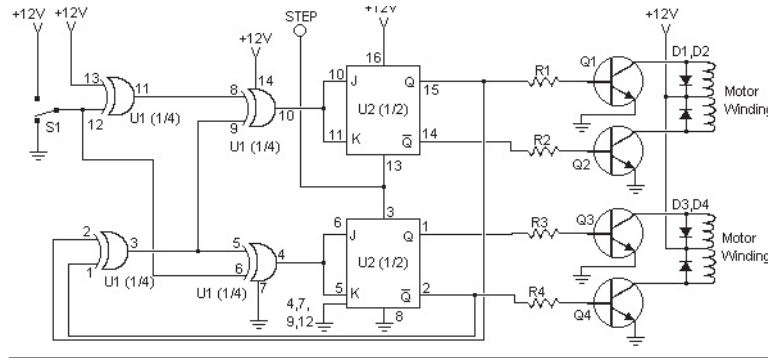 +12V
+12V
+12V
STEP
+12V
+12V
13
12
11
U1 (1/4)
S1
8
14
9
10
U1 (1/4)
16
10
J
Q
15
U2 (1/2)
11
K
Q
14
13
R1
R2
Q1
Q2
D1,D2
Motor
Winding
2
1
3
U1 (1/4)
5
6
4
7
U1 (1/4)
3
6
J
Q
1
U2 (1/2)
5
K
Q
2
4,7,
9,12
8
R3
R4
Q3
Q4
D3,D4
Motor
Winding